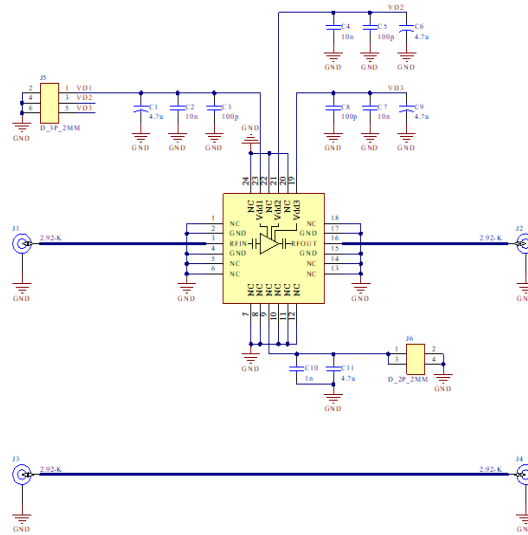 VD2
C4
C5
C6
10n
100p
4.7u
GND
GND
GND
J5
2
1
VD1
4
3
VD2
6
5
VD3
D_3P_2MM
GND
C1
C2
C3
4.7u
10n
100p
GND
GND
GND
GND
VD3
C8
C7
C9
100p
10n
4.7u
GND
GND
GND
24
23
22
21
20
19
NC
Vdd1
NC
Vdd2
NC
Vdd3
1
NC
NC
18
2
GND
GND
17
3
RFIN
RFOUT
16
4
GND
GND
15
5
NC
NC
14
6
NC
NC
13
NC
NC
NC
NC
NC
NC
7
8
9
10
11
12
J1
2.92-K
GND
2.92-K
J2
GND
GND
GND
GND
C10
C11
1n
4.7u
GND
J6
1
2
3
4
D_2P_2MM
GND
J3
2.92-K
GND
2.92-K
J4
GND